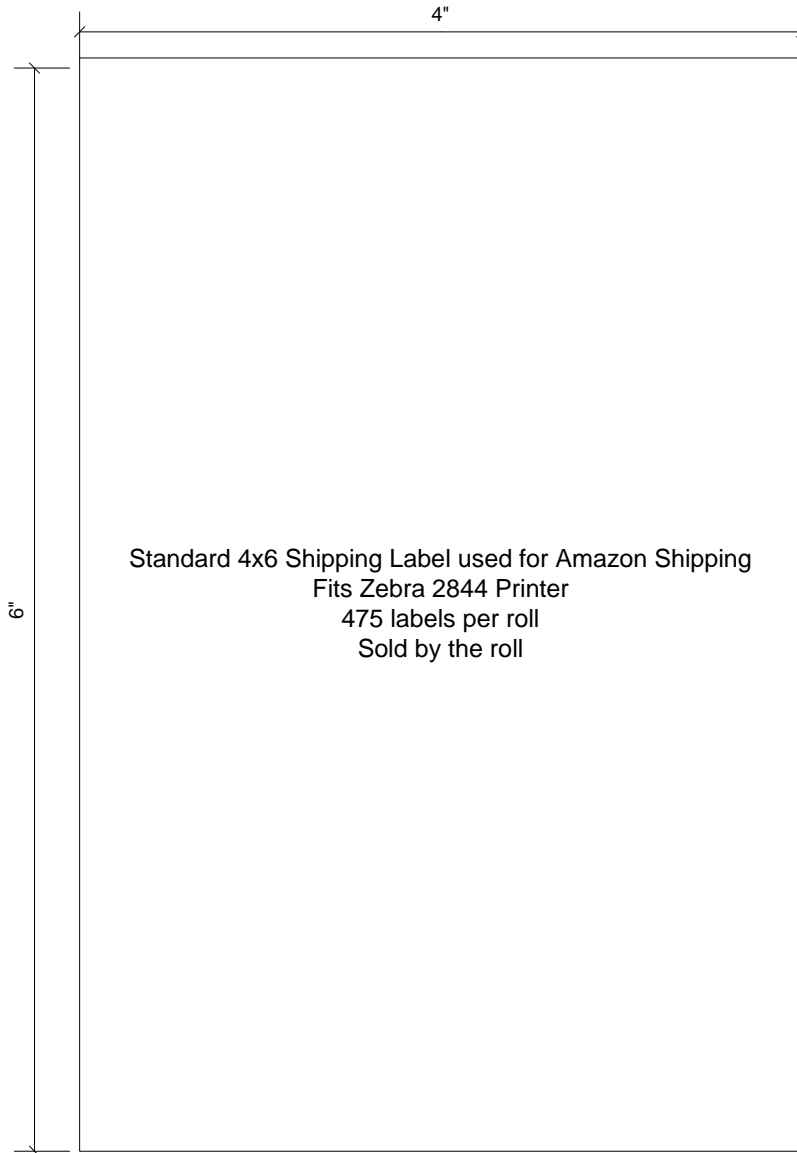 4"
6"
Standard 4x6 Shipping Label used for Amazon Shipping
Fits Zebra 2844 Printer
475 labels per roll
Sold by the roll